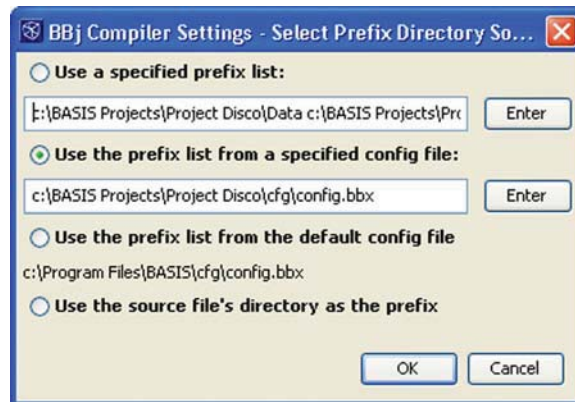 BBj Compiler Settings - Select Prefix Directory So...
Use a specified prefix list:
c:\BASIS Projects\Project Disco\Data c:\BASIS Projects\Pro
Enter
Use the prefix list from a specified config file:
c:\BASIS Projects\Project Disco\cfg\config.bbx
Enter
Use the prefix list from the default config file
c:\Program Files\BASIS\cfg\config.bbx
Use the source file's directory as the prefix
OK
Cancel